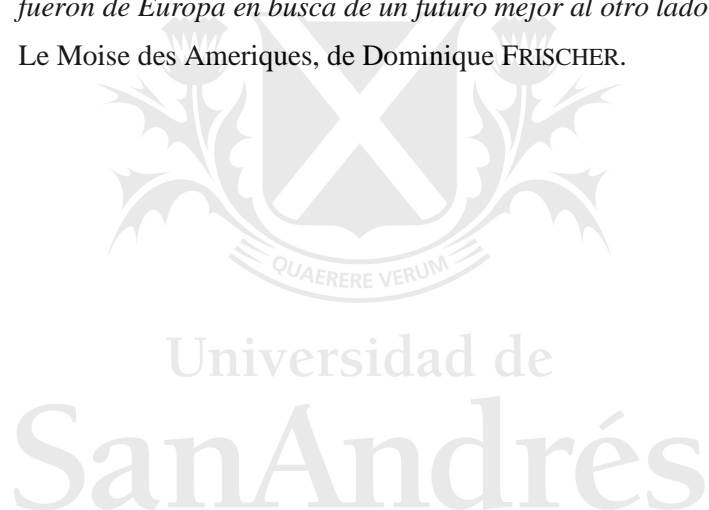 fueron de Europa en busca de un futuro mejor al otro lado
Le Moise des Ameriques, de Dominique FRISCHER.
QUAERERE VERUM
Universidad de
SanAndrés